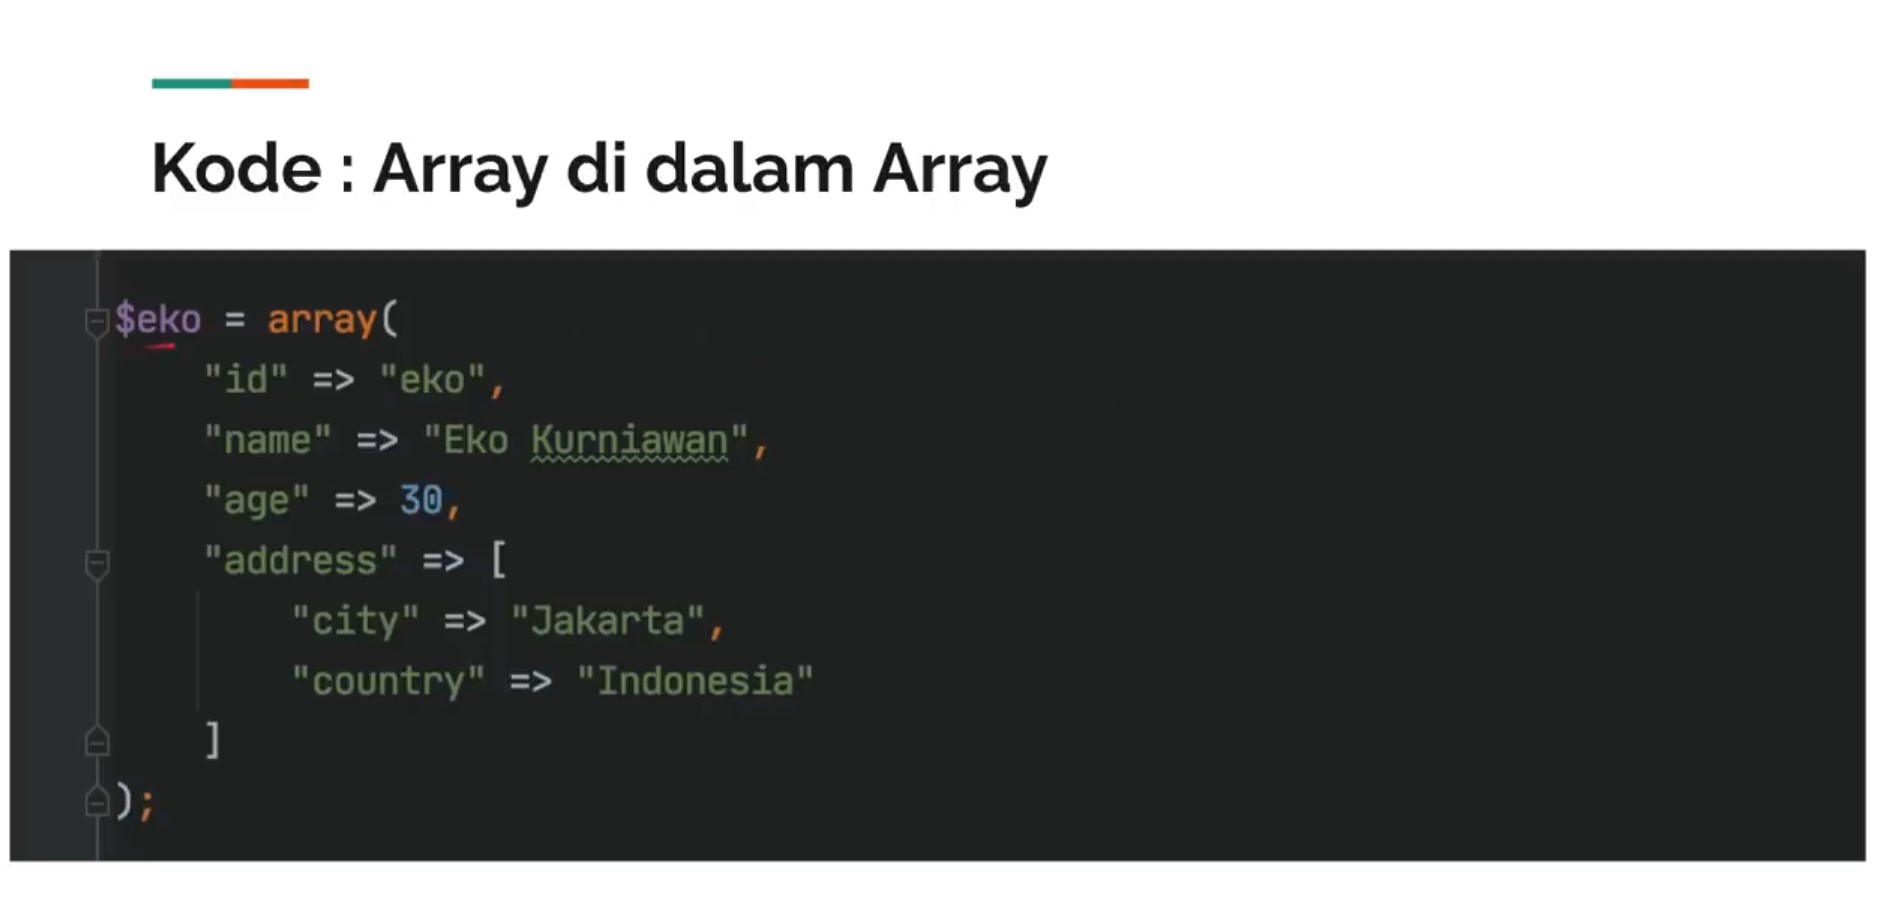 Kode : Array di dalam Array
$eko = array(
"id" => "eko",
"name" => "Eko Kurniawan",
"age" => 30,
"address" => [
"city" => "Jakarta",
"country" => "Indonesia"
]
);